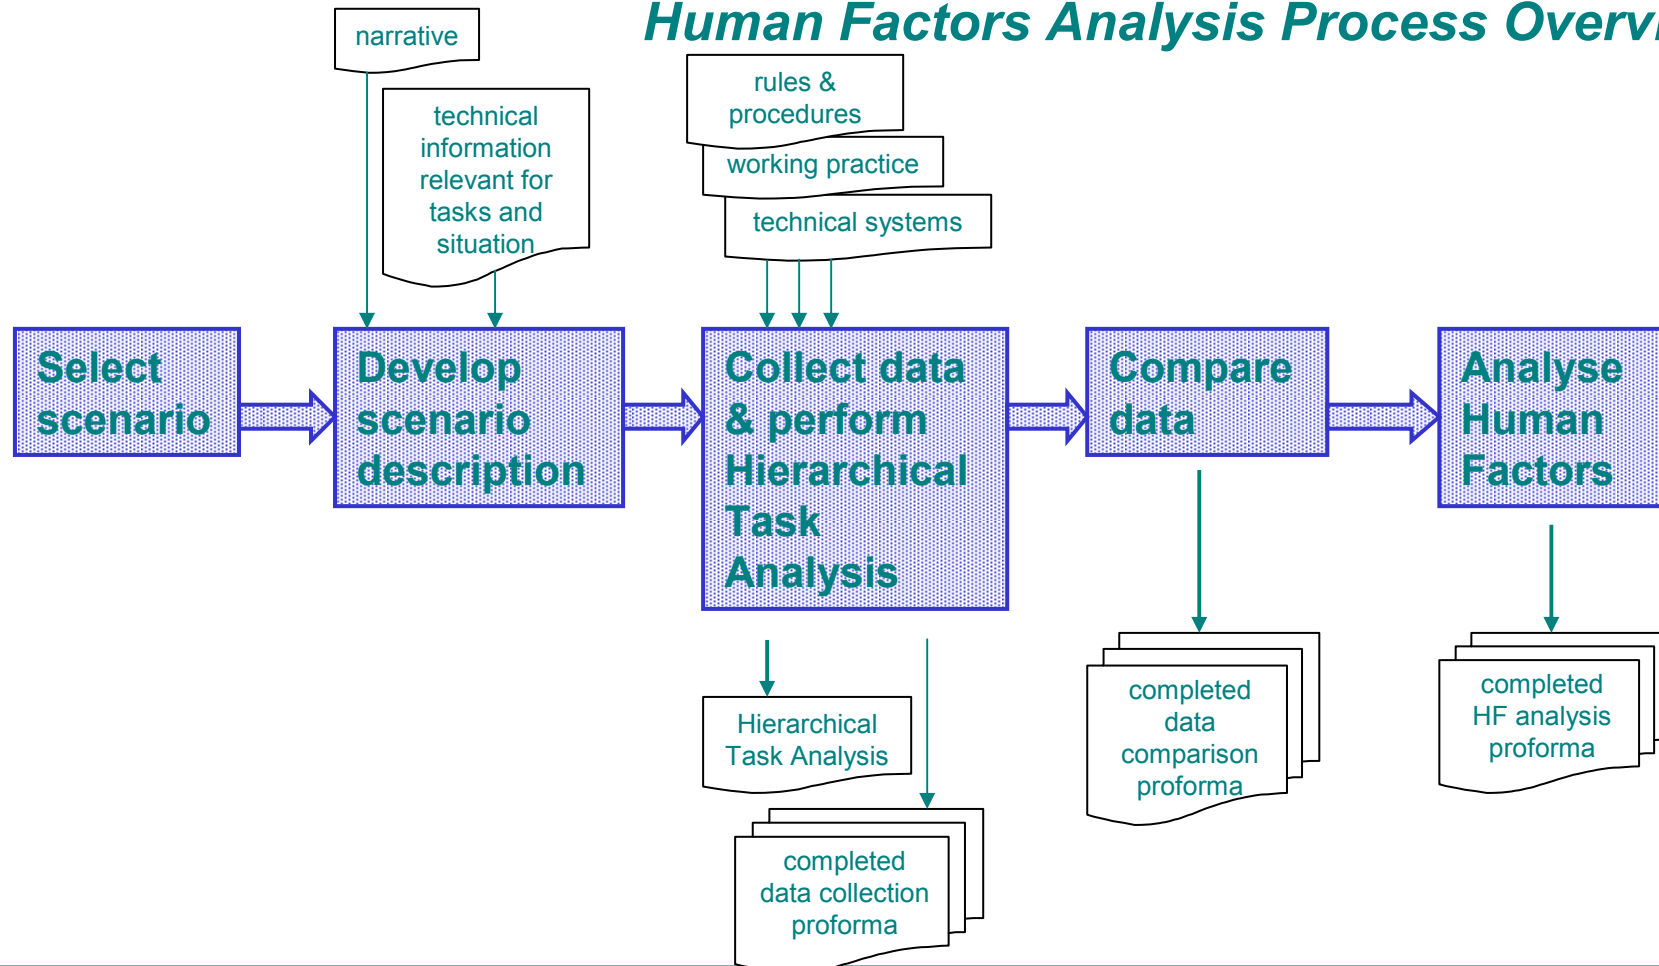 Human Factors Analysis Process Overvi
narrative
technical
information
relevant for
tasks and
situation
rules &
procedures
working practice
technical systems
Select
scenario
Develop
scenario
description
Collect data
& perform
Hierarchical
Task
Analysis
Compare
data
Analyse
Human
Factors
Hierarchical
Task Analysis
completed
data collection
proforma
completed
data
comparison
proforma
completed
HF analysis
proforma